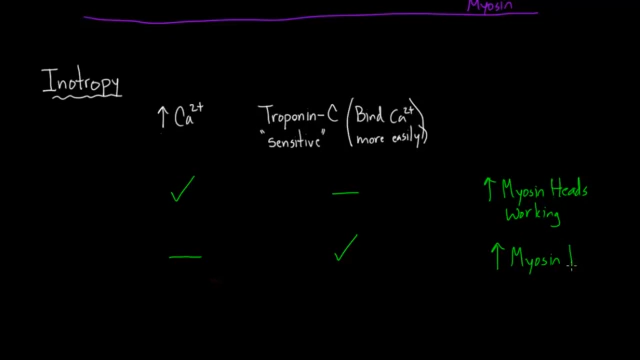 Myosin
Inotropy
↑ Ca²⁺ Troponin-C (Bind Ca²⁺
"sensitive" more easily)
✓ — ↑ Myosin Heads
Working
— ✓ ↑ Myosin